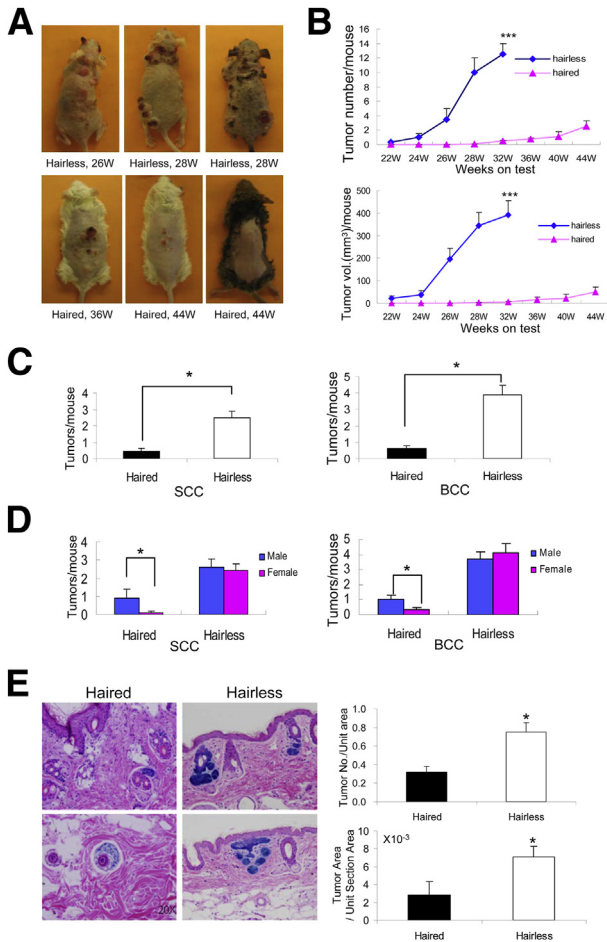 A
Hairless, 26W
Hairless, 28W
Hairless, 28W
Haired, 36W
Haired, 44W
Haired, 44W
B
Tumor number/mouse
16
14
12
10
8
6
4
2
0
***
hairless
haired
22W 24W 26W 28W 32W 36W 40W 44W
Weeks on test
Tumor vol.(mm³)/mouse
500
400
300
200
100
0
***
hairless
haired
22W 24W 26W 28W 32W 36W 40W 44W
Weeks on test
C
Tumors/mouse
4
3
2
1
0
*
Haired Hairless
SCC
Tumors/mouse
5
4
3
2
1
0
*
Haired Hairless
BCC
D
Tumors/mouse
4
3
2
1
0
*
Male
Female
Haired Hairless
SCC
Tumors/mouse
5
4
3
2
1
0
*
Male
Female
Haired Hairless
BCC
E
Haired
Hairless
20X
Tumor No./Unit area
1.0
0.8
0.6
0.4
0.2
0
*
Haired Hairless
Tumor Area
/ Unit Section Area
X10-3
10
8
6
4
2
0
*
Haired Hairless